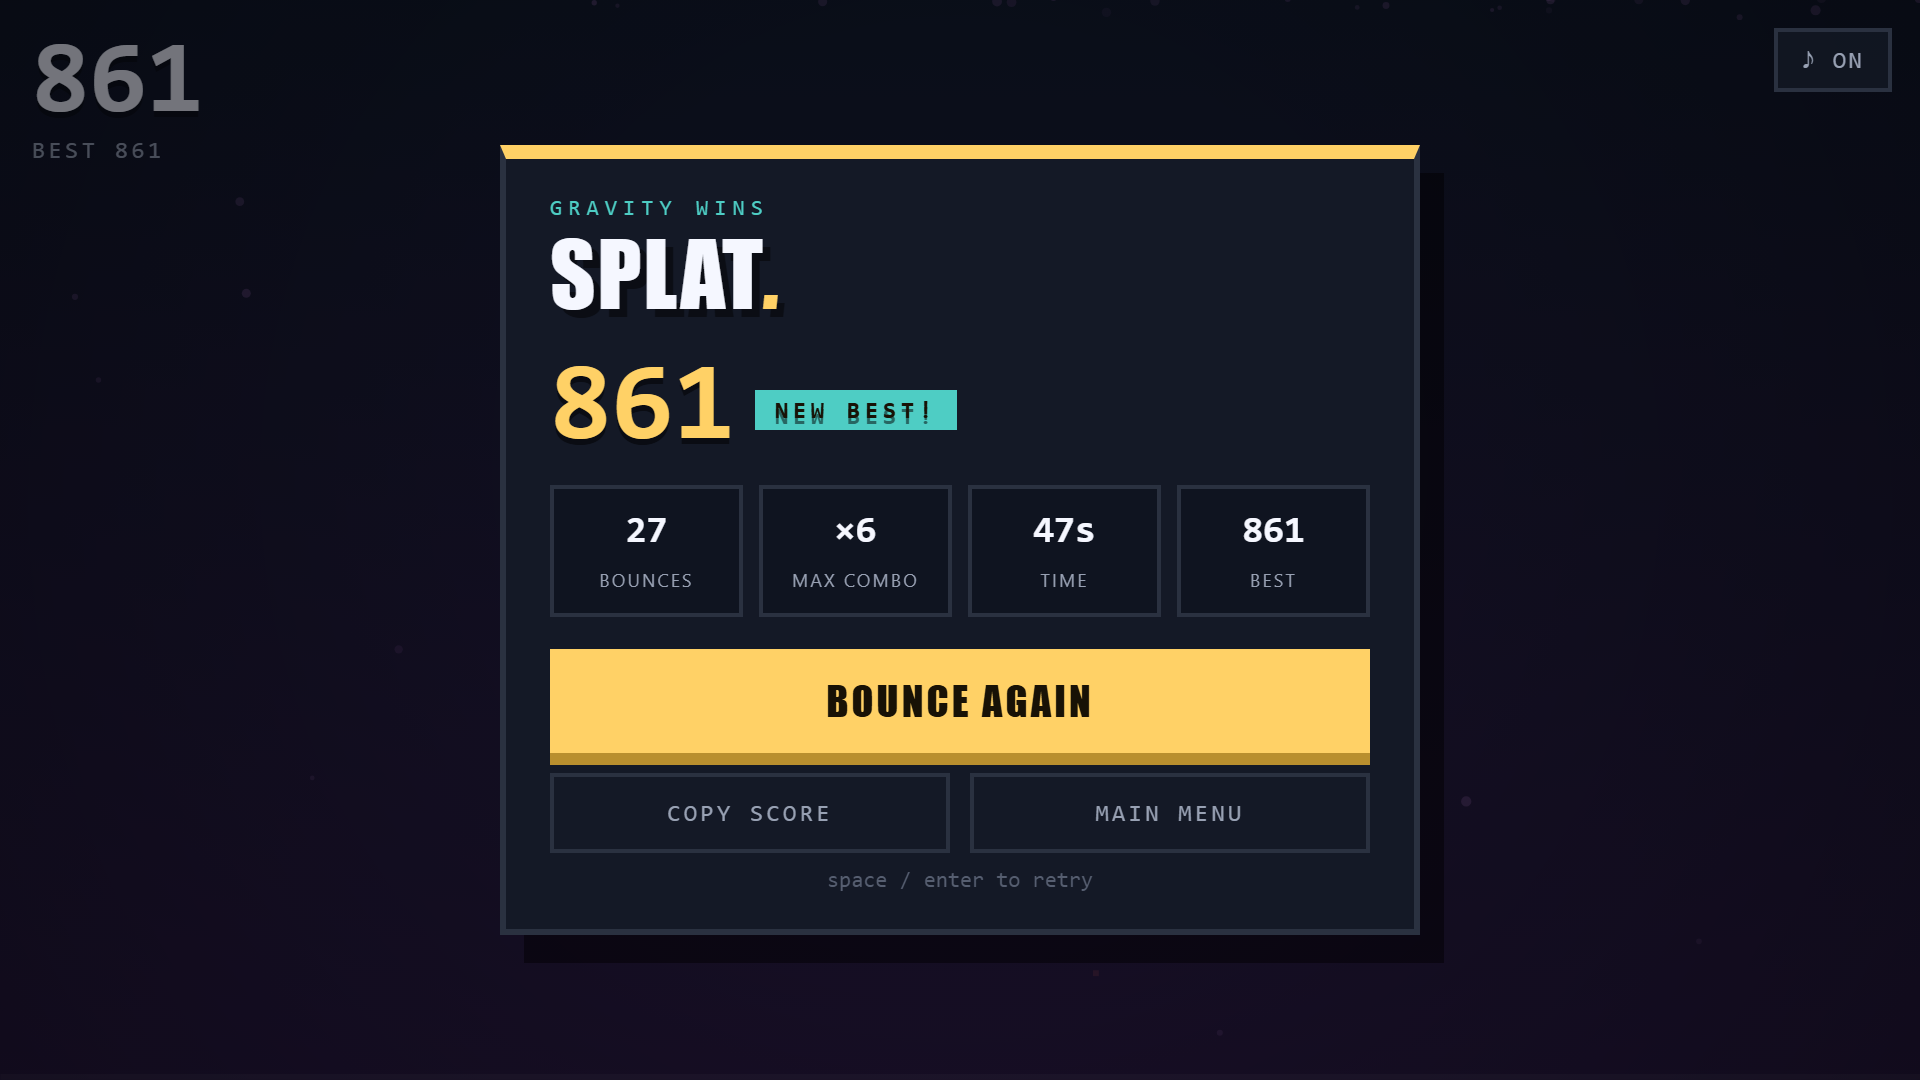 861
BEST 861
♪ ON
GRAVITY WINS
SPLAT.
861 NEW BEST!
27 ×6 47s 861
BOUNCES MAX COMBO TIME BEST
BOUNCE AGAIN
COPY SCORE MAIN MENU
space / enter to retry